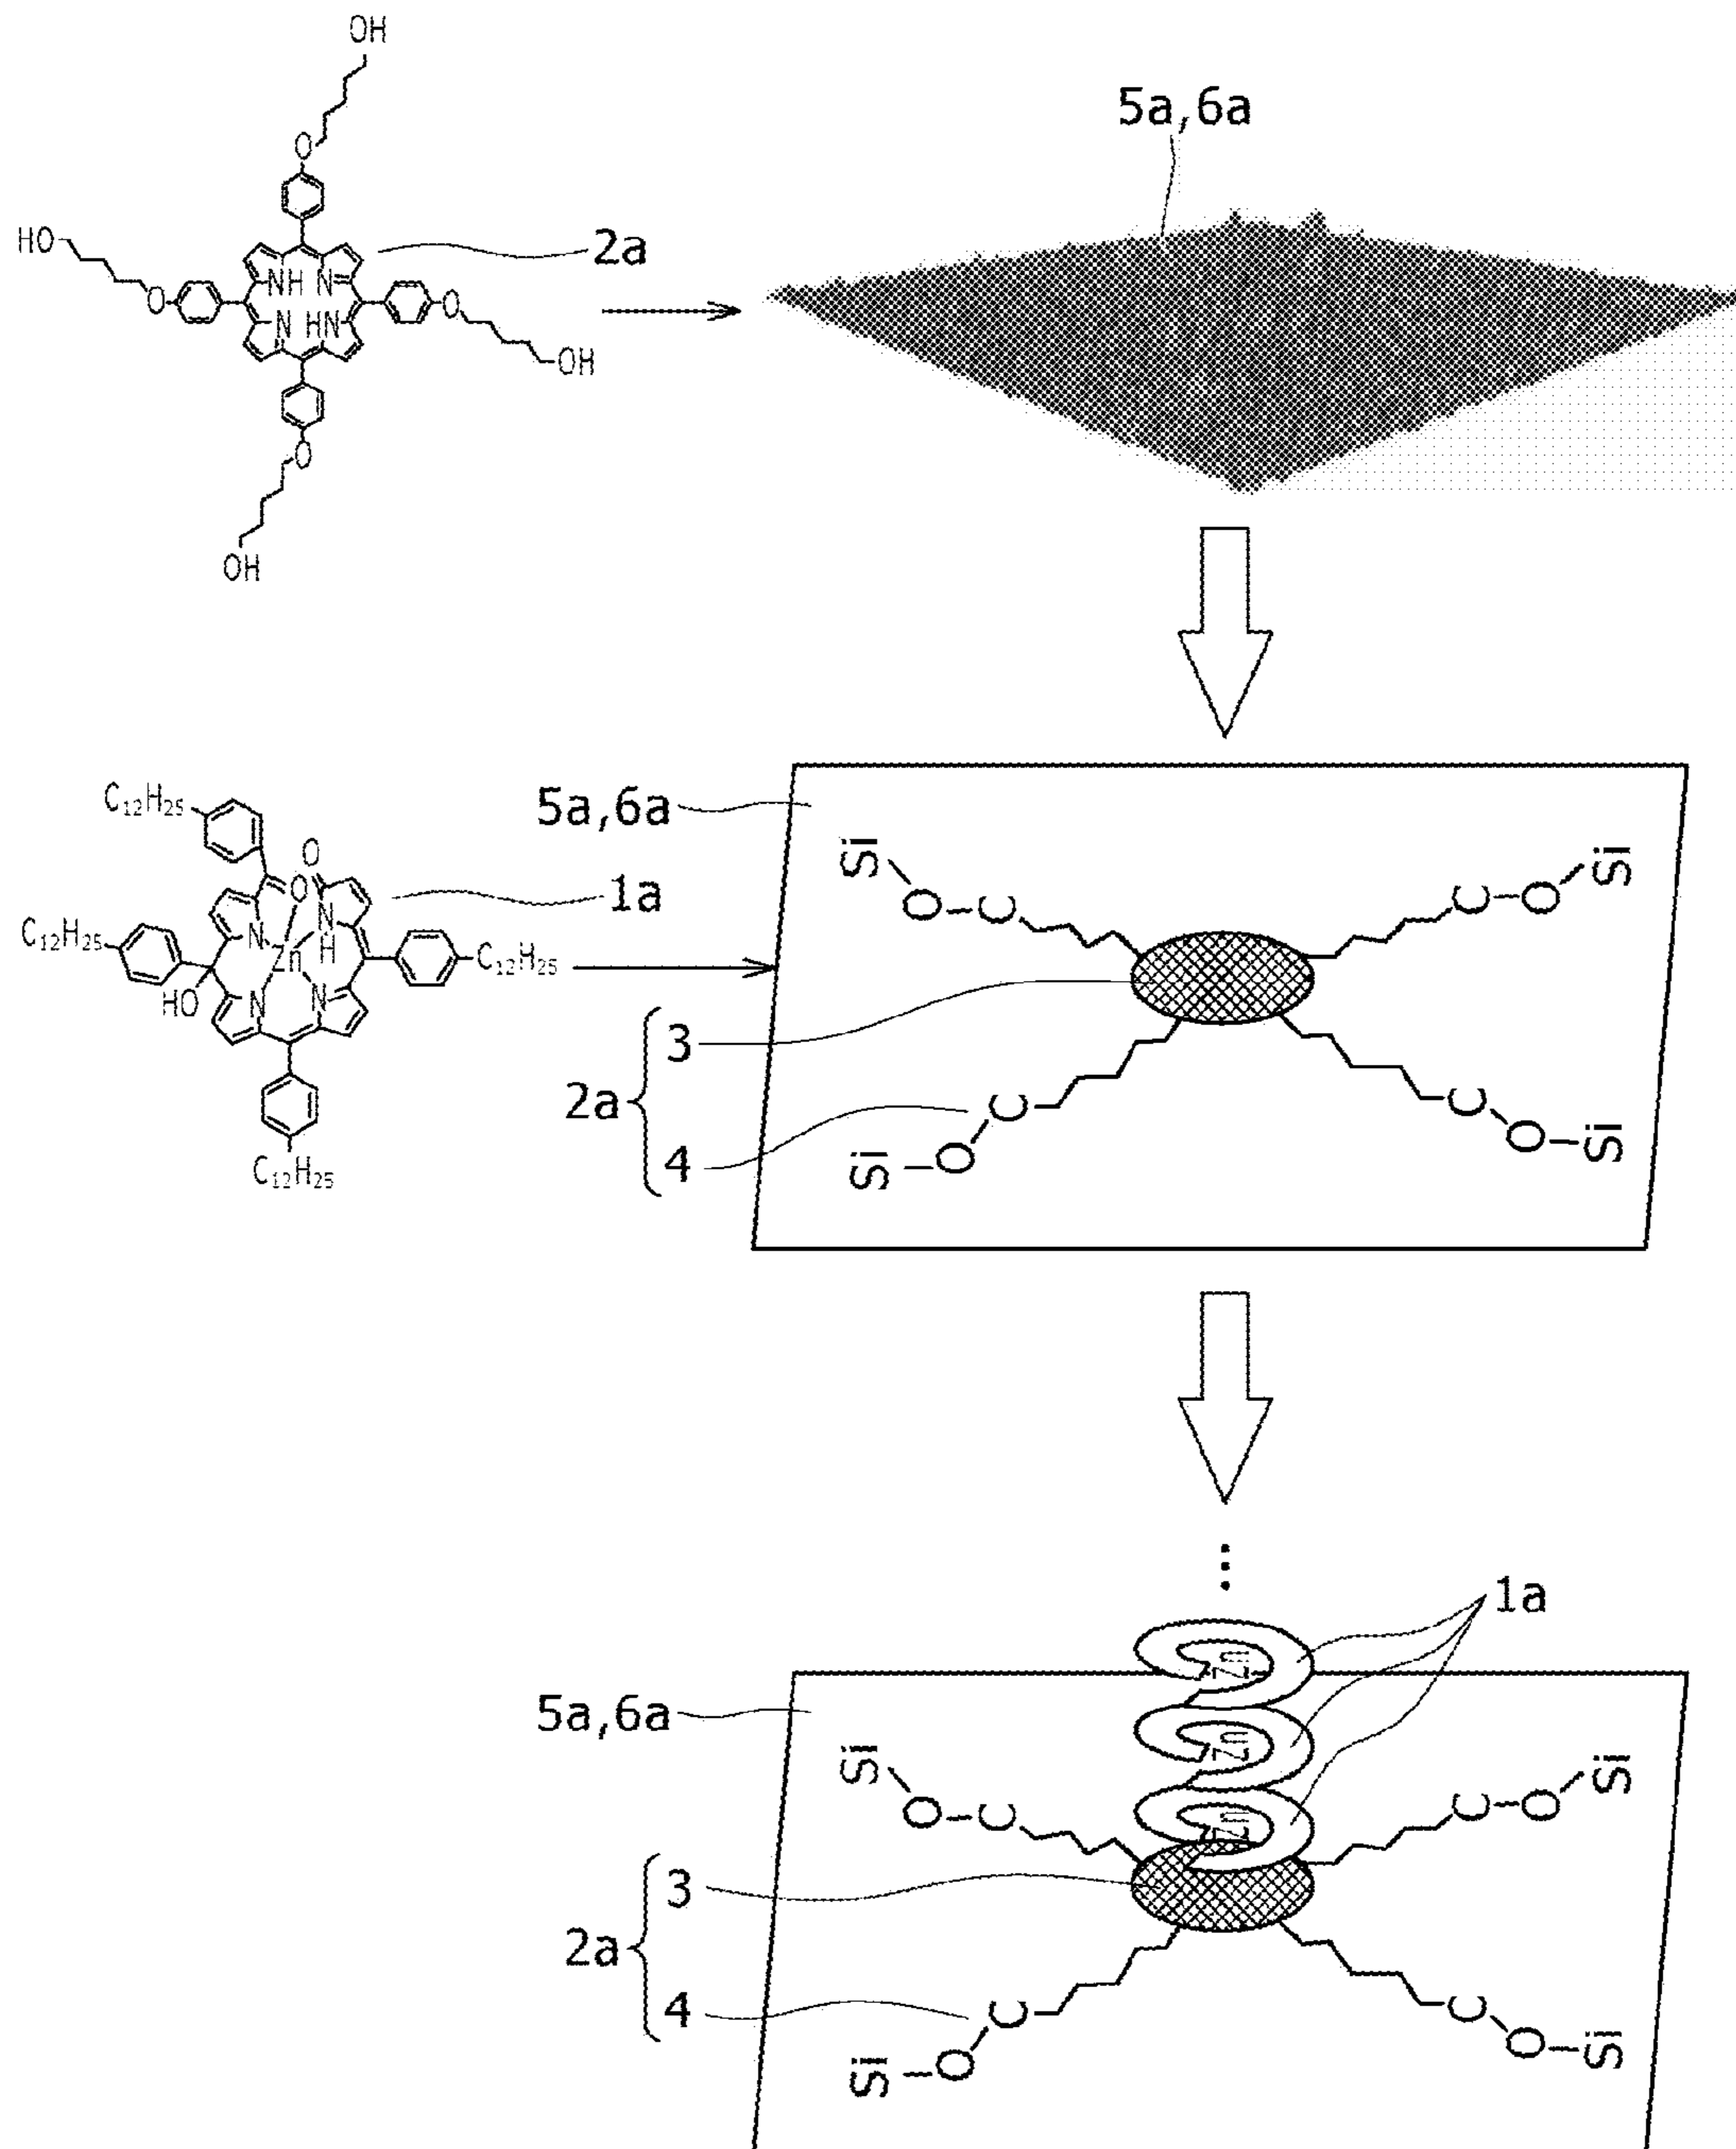 OH
5a,6a
O
HO
2a
NH N
O
O
N HN
OH
O
OH
C12H25
5a,6a
O
1a
O
Si
Si
O-C
C-O
C12H25
N
N
H
Zn
C12H25
HO
N
N
3
2a
4
C
C
Si-O
O-Si
C12H25
...
1a
Zn
5a,6a
Zn
Si
Si
O-C
C-O
Zn
3
2a
4
C
C
Si-O
O-Si